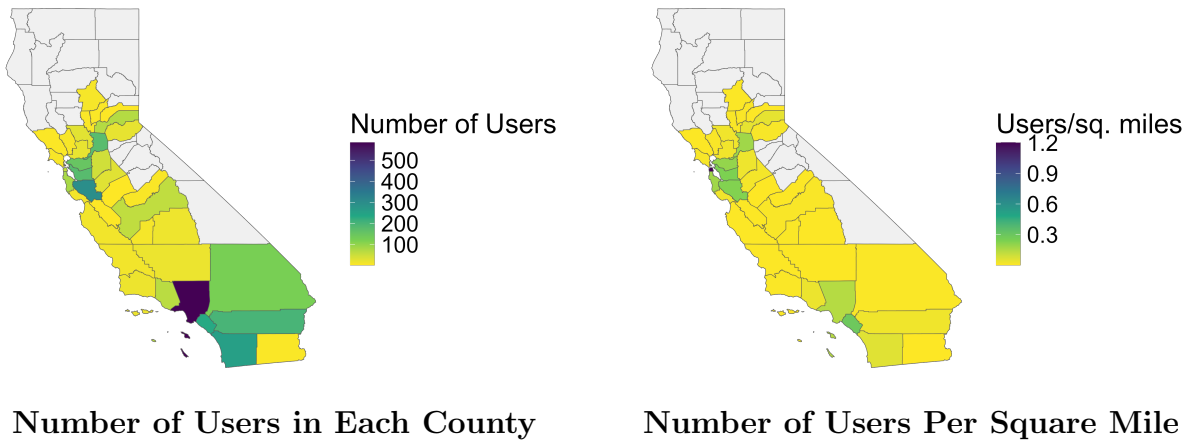 Number of Users
500
400
300
200
100
Users/sq. miles
1.2
0.9
0.6
0.3
Number of Users in Each County
Number of Users Per Square Mile